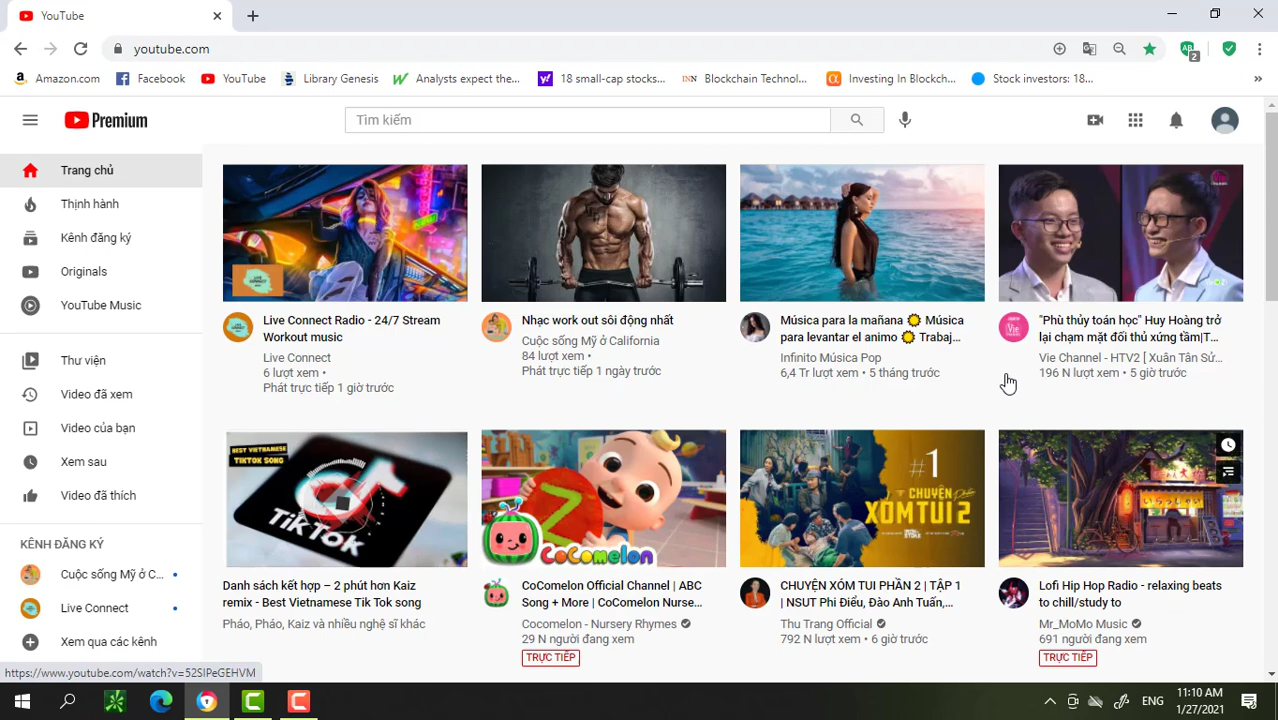 YouTube
youtube.com
2
Amazon.com
Facebook
YouTube
Library Genesis
Analysts expect the...
18 small-cap stocks...
INN
Blockchain Technol...
Investing In Blockch...
Stock investors: 18...
Premium
Tìm kiếm
Trang chủ
Thịnh hành
Kênh đăng ký
Originals
YouTube Music
Thư viện
Video đã xem
Video của bạn
Xem sau
Video đã thích
KÊNH ĐĂNG KÝ
Cuộc sống Mỹ ở C...
Live Connect
Xem qua các kênh
LIVE CONNECT
Live Connect Radio - 24/7 Stream
Workout music
Live Connect
6 lượt xem •
Phát trực tiếp 1 giờ trước
Nhạc work out sôi động nhất
Cuộc sống Mỹ ở California
84 lượt xem •
Phát trực tiếp 1 ngày trước
Música para la mañana 🌞 Música
para levantar el animo 🌞 Trabaj...
Infinito Música Pop
6,4 Tr lượt xem • 5 tháng trước
Vie
"Phù thủy toán học" Huy Hoàng trở
lại chạm mặt đối thủ xứng tầm|T...
Vie Channel - HTV2 [ Xuân Tân Sử...
196 N lượt xem • 5 giờ trước
BEST VIETNAMESE
TIKTOK SONG
TikTok
Danh sách kết hợp – 2 phút hơn Kaiz
remix - Best Vietnamese Tik Tok song
Pháo, Pháo, Kaiz và nhiều nghệ sĩ khác
Z
CoComelon
CoComelon Official Channel | ABC
Song + More | CoComelon Nurse...
Cocomelon - Nursery Rhymes
29 N người đang xem
TRỰC TIẾP
#1
CHUYỆN
XOMTUI 2
CHUYỆN XÓM TUI PHẦN 2 | TẬP 1
| NSUT Phi Điểu, Đào Anh Tuấn,...
Thu Trang Official
792 N lượt xem • 6 giờ trước
Lofi Hip Hop Radio - relaxing beats
to chill/study to
Mr_MoMo Music
691 người đang xem
TRỰC TIẾP
https://www.youtube.com/watch?v=52SlPeGEHVM
ENG
11:10 AM
1/27/2021